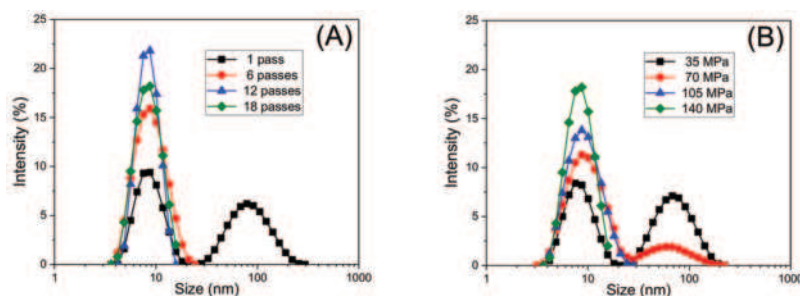 (A)
1 pass
6 passes
12 passes
18 passes
Intensity (%)
25
20
15
10
5
0
1 10 100 1000
Size (nm)
(B)
35 MPa
70 MPa
105 MPa
140 MPa
Intensity (%)
25
20
15
10
5
0
1 10 100 1000
Size (nm)